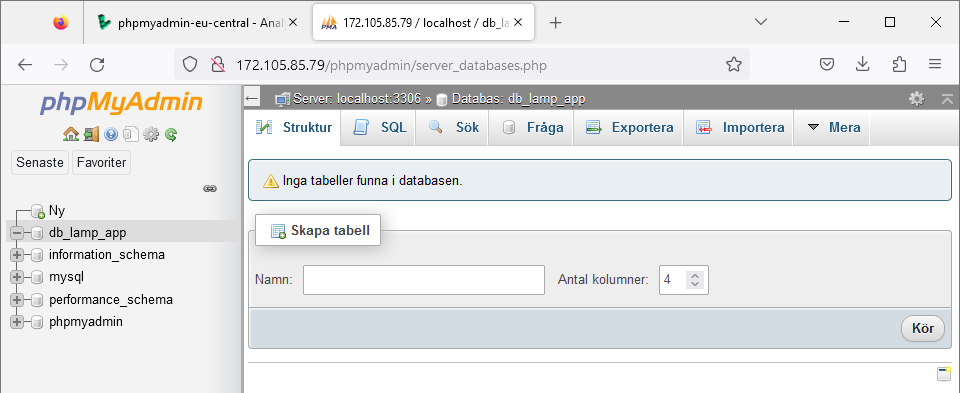 phpmyadmin-eu-central - Anal
172.105.85.79 / localhost / db_la
172.105.85.79/phpmyadmin/server_databases.php
phpMyAdmin
Senaste Favoriter
Ny
db_lamp_app
information_schema
mysql
performance_schema
phpmyadmin
Server: localhost:3306 » Databas: db_lamp_app
Struktur SQL Sök Fråga Exportera Importera Mera
Inga tabeller funna i databasen.
Skapa tabell
Namn: Antal kolumner: 4
Kör